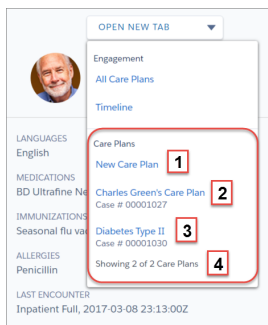 OPEN NEW TAB
Engagement
All Care Plans
Timeline
LANGUAGES
English
Care Plans
New Care Plan 1
MEDICATIONS
BD Ultrafine Ne
Charles Green's Care Plan 2
Case # 00001027
IMMUNIZATIONS
Seasonal flu vac
Diabetes Type II 3
Case # 00001030
ALLERGIES
Penicillin
Showing 2 of 2 Care Plans 4
LAST ENCOUNTER
Inpatient Full, 2017-03-08 23:13:00Z